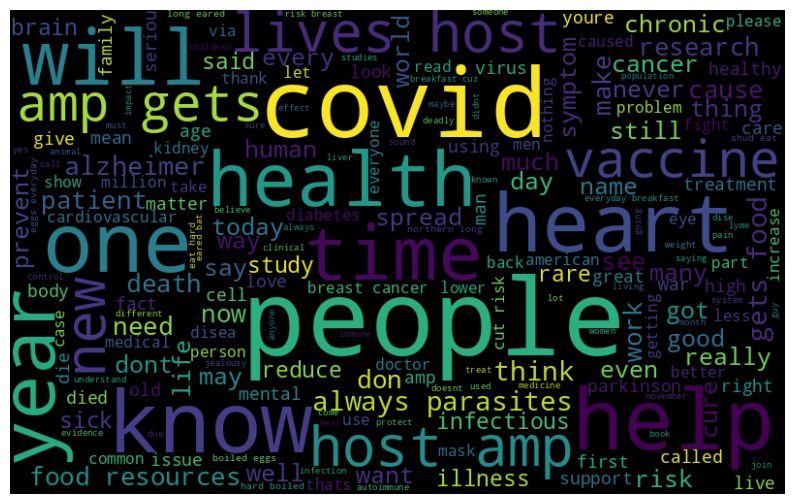 long eared
risk breast
someone
youre
chronic
please
brain
family
seriou
via
lives
host
will
said
every
world
read
virus
caused
make
research
children
studies
thank
let
look
breakfast cuz
population
cancer
healthy
amp gets
covid
symptom
never
cause
impact
effect
maybe
didnt
nothing
problem
thing
must
sure
deadly
men
still
fight
shud eat
give
mean
age
using
care
yes
animal
kidney
human
everyone
sound
much
vaccine
call
liver
known
alzheimer
health
day
name
treatment
show
million
take
prevent
patient
matter
believe
diabetes
spread
man
everyday breakfast
eye
dise
lyme
cardiovascular
today
always
northern long
heart
food
increase
eggs everyday
eat hard
eared bat
one
way
clinical
time
american
going
weight
pain
death
say
study
love
back
rare
see
great
saying
part
many
body
new
cell
breast cancer
lower
cut risk
war
high
control
fact
now
living
getting
system
gets
year
different
need
disea
anyone
people
lot
work
got
less
guy
case
medical
life
person
immune
women
month
good
die
dont
may
reduce
doctor
treat
think
even
really
understand
jealousy
don
amp
doesnt
used
medicine
parkinson
better
died
old
mental
always parasites
cure
right
evidence
sick
know
use
come
protect
infectious
help
november
due
best
mask
book
common
issue
boiled eggs
host amp
first
called
food resources
well
thats
infection
want
illness
support
risk
join
live
hard boiled
autoimmune